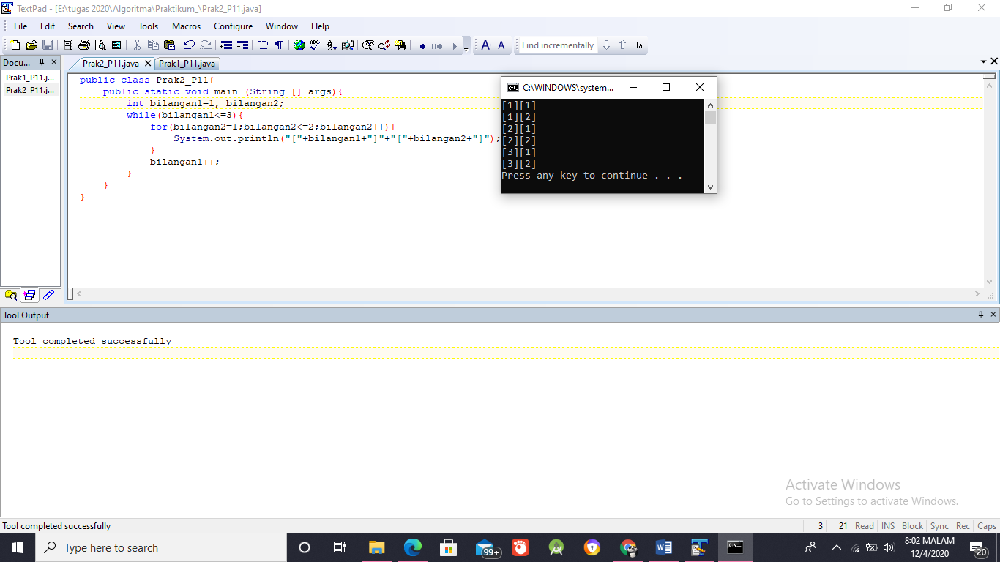 TextPad - [E:\tugas 2020\Algoritma\Praktikum_\Prak2_P11.java]
File Edit Search View Tools Macros Configure Window Help
Find incrementally
Docu...
Prak2_P11.java Prak1_P11.java
Prak1_P11.j...
Prak2_P11.j...
public class Prak2_P11{
public static void main (String [] args){
int bilangan1=1, bilangan2;
while(bilangan1<=3){
for(bilangan2=1;bilangan2<=2;bilangan2++){
System.out.println("["+bilangan1+"]"+"["+bilangan2+"]");
}
bilangan1++;
}
}
}
C:\WINDOWS\system...
[1][1]
[1][2]
[2][1]
[2][2]
[3][1]
[3][2]
Press any key to continue . . .
Tool Output
Tool completed successfully
Activate Windows
Go to Settings to activate Windows.
Tool completed successfully
3 21 Read INS Block Sync Rec Caps
Type here to search
99+
8:02 MALAM
12/4/2020
20